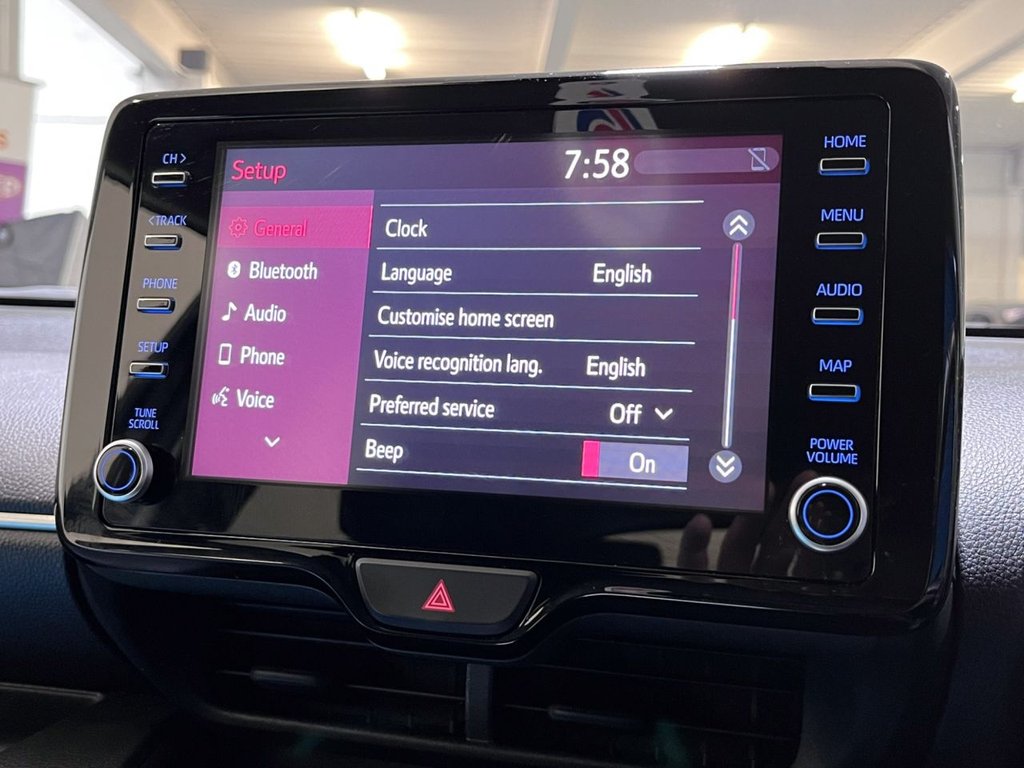 CH >
< TRACK
PHONE
SETUP
TUNE
SCROLL
Setup
7:58
General
Bluetooth
Audio
Phone
Voice
Clock
Language English
Customise home screen
Voice recognition lang. English
Preferred service Off
Beep On
HOME
MENU
AUDIO
MAP
POWER
VOLUME